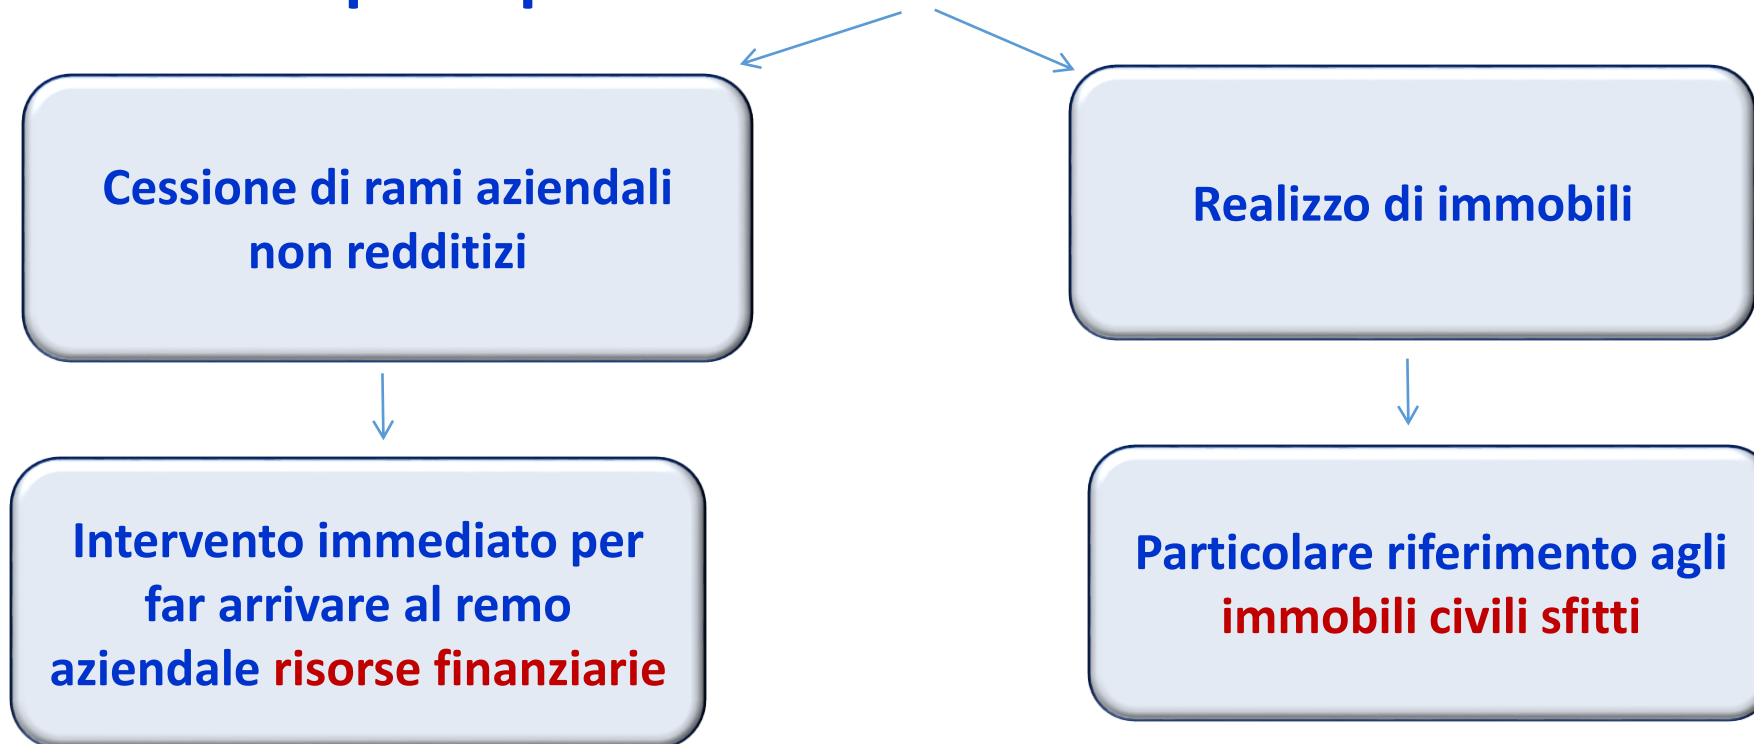 Cessione di rami aziendali
non redditizi
Realizzo di immobili
Intervento immediato per
far arrivare al remo
aziendale risorse finanziarie
Particolare riferimento agli
immobili civili sfitti